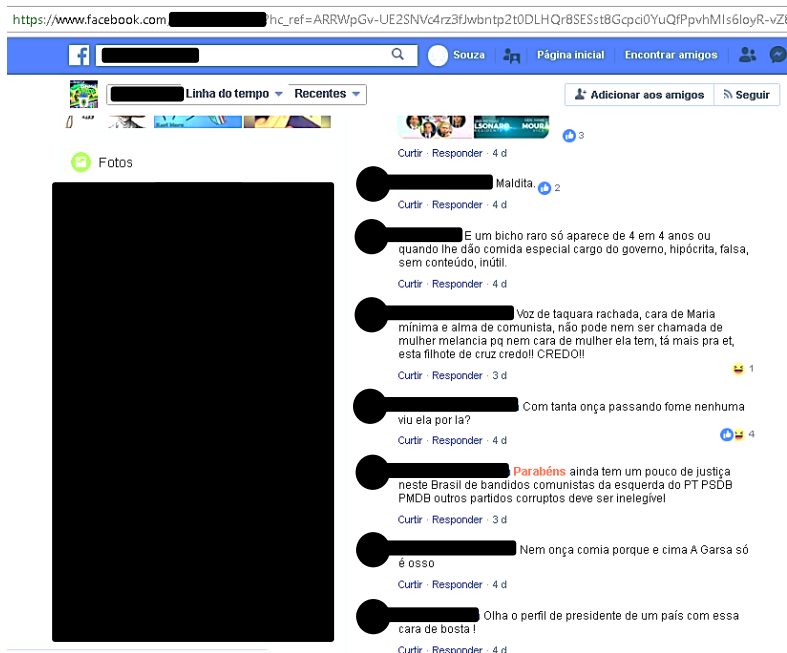 https://www.facebook.com
?hc_ref=ARRWpGv-UE2SNVc4rz3fJwbntp2t0DLHQr8SESst8Gcpci0YuQfPpvhMIs6loyR-vZ8
f
Souza
Página inicial
Encontrar amigos
Linha do tempo
Recentes
Adicionar aos amigos
Seguir
Fotos
3
Curtir · Responder · 4 d
Maldita.
2
Curtir · Responder · 4 d
E um bicho raro só aparece de 4 em 4 anos ou
quando lhe dão comida especial cargo do governo, hipócrita, falsa,
sem conteúdo, inútil.
Curtir · Responder · 4 d
Voz de taquara rachada, cara de Maria
mínima e alma de comunista, não pode nem ser chamada de
mulher melancia pq nem cara de mulher ela tem, tá mais pra et,
esta filhote de cruz credo!! CREDO!!
1
Curtir · Responder · 3 d
Com tanta onça passando fome nenhuma
viu ela por la?
4
Curtir · Responder · 4 d
Parabéns ainda tem um pouco de justiça
neste Brasil de bandidos comunistas da esquerda do PT PSDB
PMDB outros partidos corruptos deve ser inelegível
Curtir · Responder · 3 d
Nem onça comia porque e cima A Garsa só
é osso
Curtir · Responder · 4 d
Olha o perfil de presidente de um país com essa
cara de bosta !
Curtir · Responder · 4 d